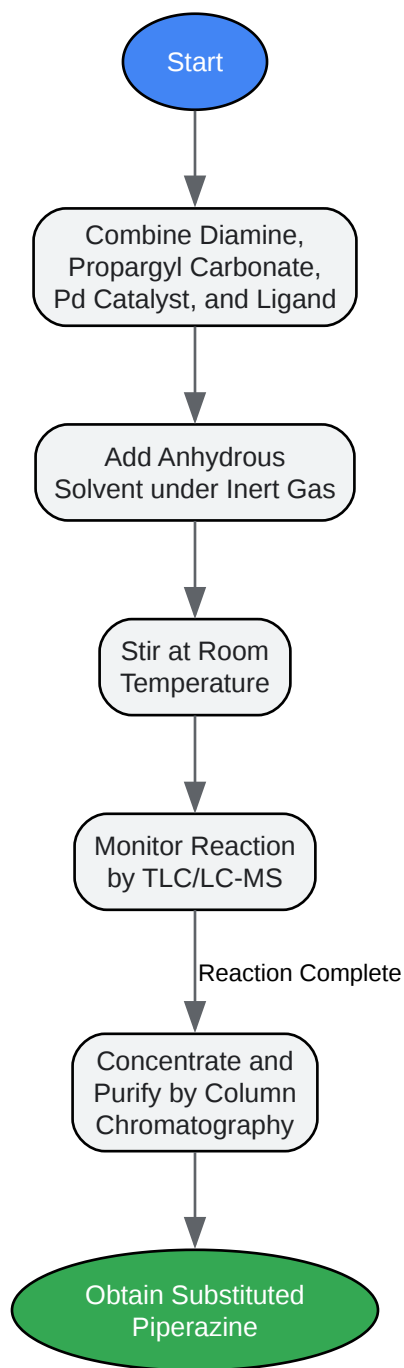 Start
Combine Diamine,
Propargyl Carbonate,
Pd Catalyst, and Ligand
Add Anhydrous
Solvent under Inert Gas
Stir at Room
Temperature
Monitor Reaction
by TLC/LC-MS
Reaction Complete
Concentrate and
Purify by Column
Chromatography
Obtain Substituted
Piperazine